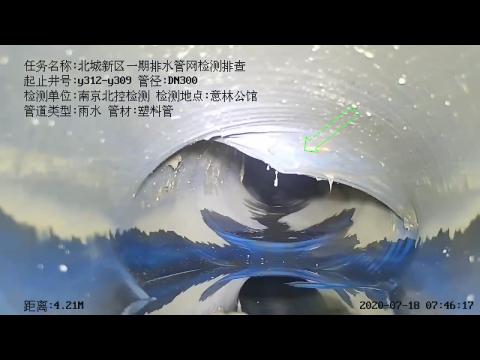 任务名称:北城新区一期排水管网检测排查
起止井号:y312-y309 管径:DN300
检测单位:南京北控检测 检测地点:意林公馆
管道类型:雨水 管材:塑料管
距离:4.21M
2020-07-18 07:46:17